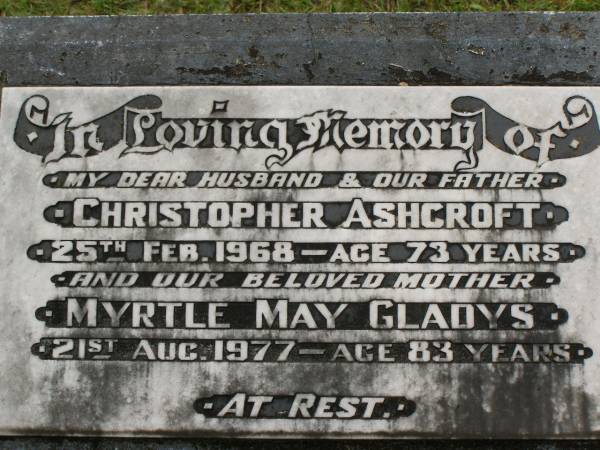 In Loving Memory of
MY DEAR HUSBAND & OUR FATHER
CHRISTOPHER ASHCROFT
25TH FEB. 1968 — AGE 73 YEARS
AND OUR BELOVED MOTHER
MYRTLE MAY GLADYS
21ST AUG. 1977 — AGE 83 YEARS
AT REST.